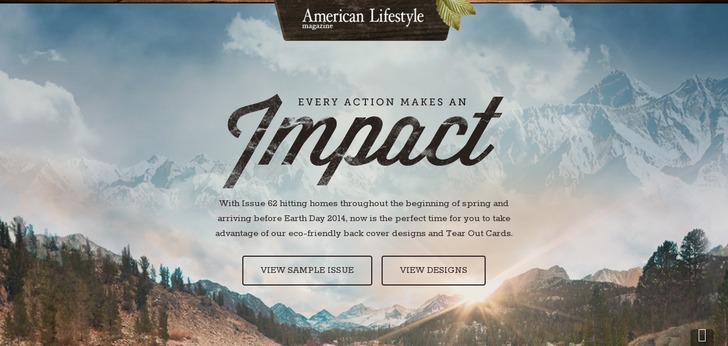 American Lifestyle
magazine
EVERY ACTION MAKES AN
Impact
With Issue 62 hitting homes throughout the beginning of spring and
arriving before Earth Day 2014, now is the perfect time for you to take
advantage of our eco-friendly back cover designs and Tear Out Cards.
VIEW SAMPLE ISSUE
VIEW DESIGNS